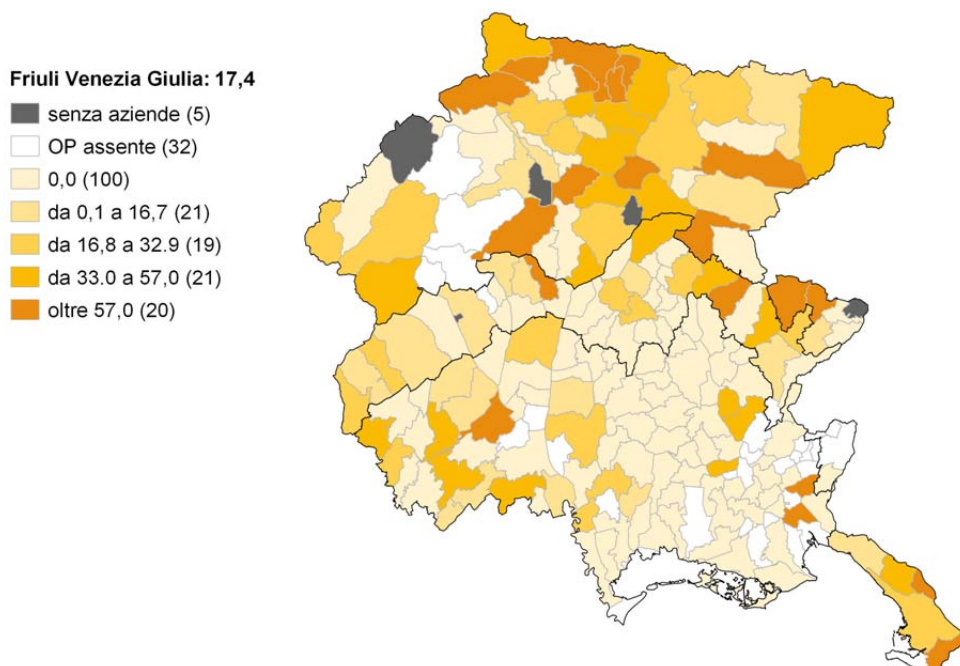 Friuli Venezia Giulia: 17,4
senza aziende (5)
OP assente (32)
0,0 (100)
da 0,1 a 16,7 (21)
da 16,8 a 32.9 (19)
da 33.0 a 57,0 (21)
oltre 57,0 (20)